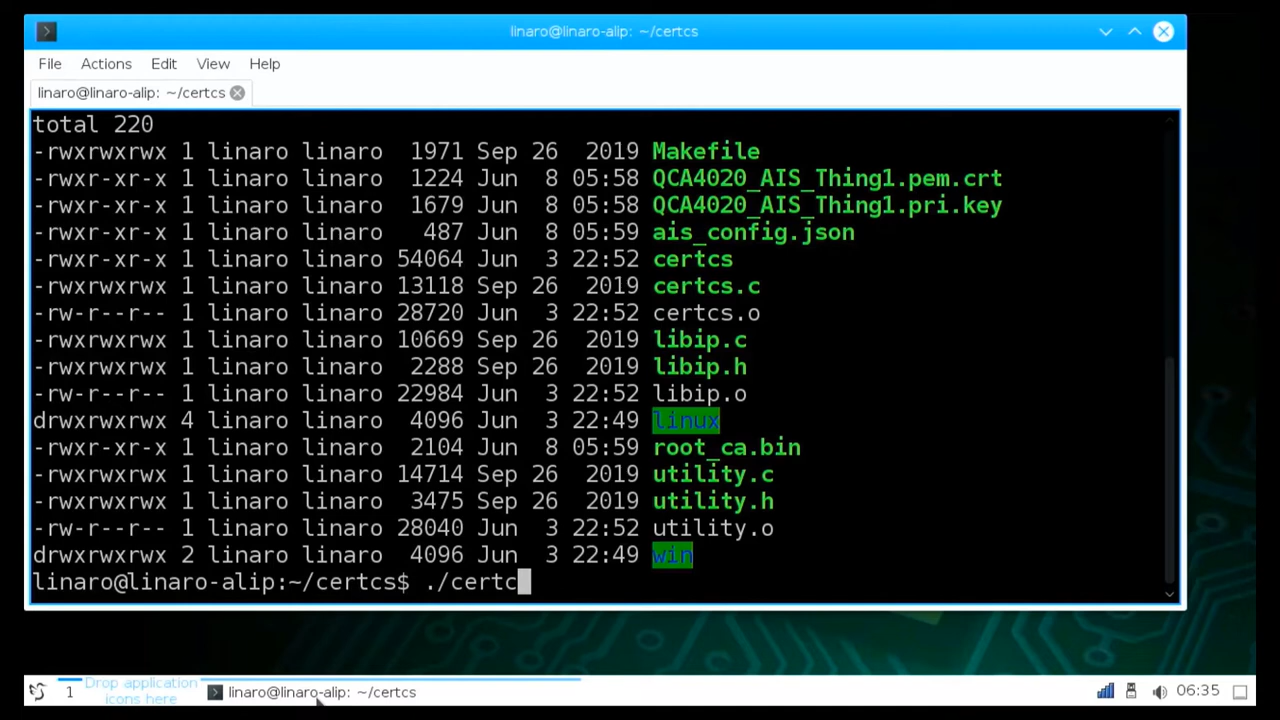 linaro@linaro-alip: ~/certcs
File Actions Edit View Help
linaro@linaro-alip: ~/certcs
total 220
-rwxrwxrwx 1 linaro linaro 1971 Sep 26 2019 Makefile
-rwxr-xr-x 1 linaro linaro 1224 Jun 8 05:58 QCA4020_AIS_Thing1.pem.crt
-rwxr-xr-x 1 linaro linaro 1679 Jun 8 05:58 QCA4020_AIS_Thing1.pri.key
-rwxr-xr-x 1 linaro linaro 487 Jun 8 05:59 ais_config.json
-rwxr-xr-x 1 linaro linaro 54064 Jun 3 22:52 certcs
-rwxrwxrwx 1 linaro linaro 13118 Sep 26 2019 certcs.c
-rw-r--r-- 1 linaro linaro 28720 Jun 3 22:52 certcs.o
-rwxrwxrwx 1 linaro linaro 10669 Sep 26 2019 libip.c
-rwxrwxrwx 1 linaro linaro 2288 Sep 26 2019 libip.h
-rw-r--r-- 1 linaro linaro 22984 Jun 3 22:52 libip.o
drwxrwxrwx 4 linaro linaro 4096 Jun 3 22:49 linux
-rwxr-xr-x 1 linaro linaro 2104 Jun 8 05:59 root_ca.bin
-rwxrwxrwx 1 linaro linaro 14714 Sep 26 2019 utility.c
-rwxrwxrwx 1 linaro linaro 3475 Sep 26 2019 utility.h
-rw-r--r-- 1 linaro linaro 28040 Jun 3 22:52 utility.o
drwxrwxrwx 2 linaro linaro 4096 Jun 3 22:49 win
linaro@linaro-alip:~/certcs$ ./certc
1
Drop application
icons here
linaro@linaro-alip: ~/certcs
06:35